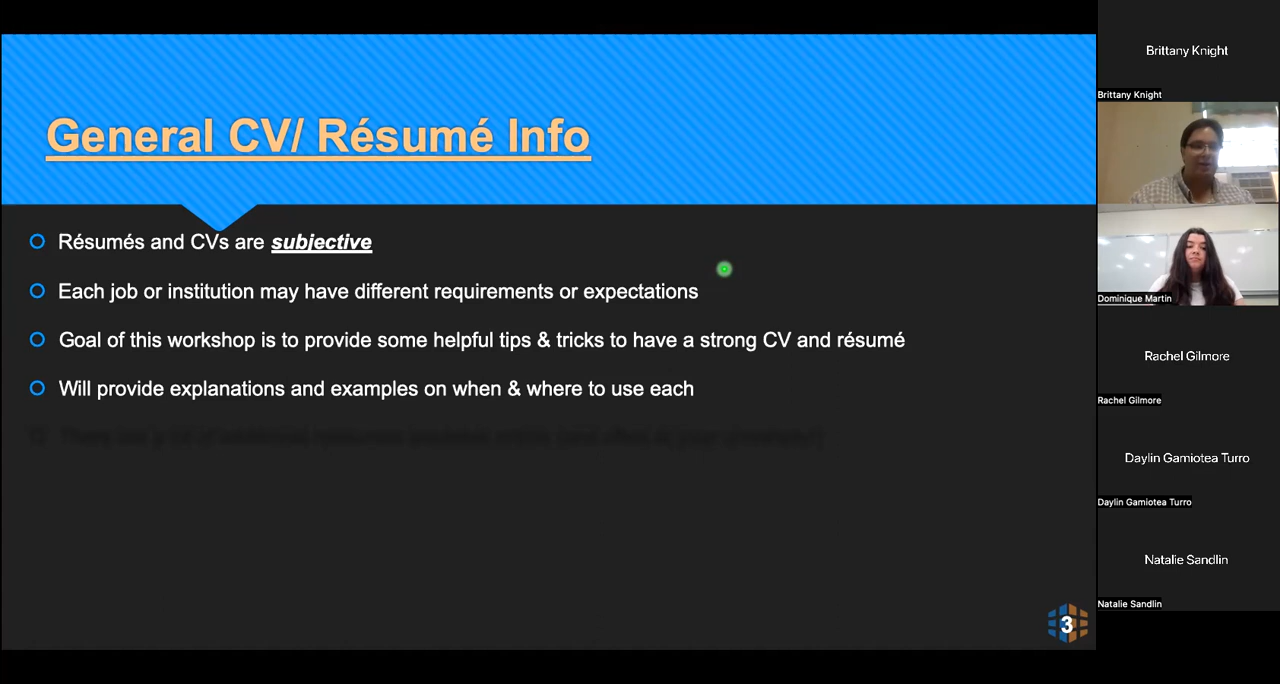 General CV/ Résumé Info
Résumés and CVs are subjective
Each job or institution may have different requirements or expectations
Goal of this workshop is to provide some helpful tips & tricks to have a strong CV and résumé
Will provide explanations and examples on when & where to use each
3
Brittany Knight
Brittany Knight
Dominique Martin
Rachel Gilmore
Rachel Gilmore
Daylin Gamiotea Turro
Daylin Gamiotea Turro
Natalie Sandlin
Natalie Sandlin